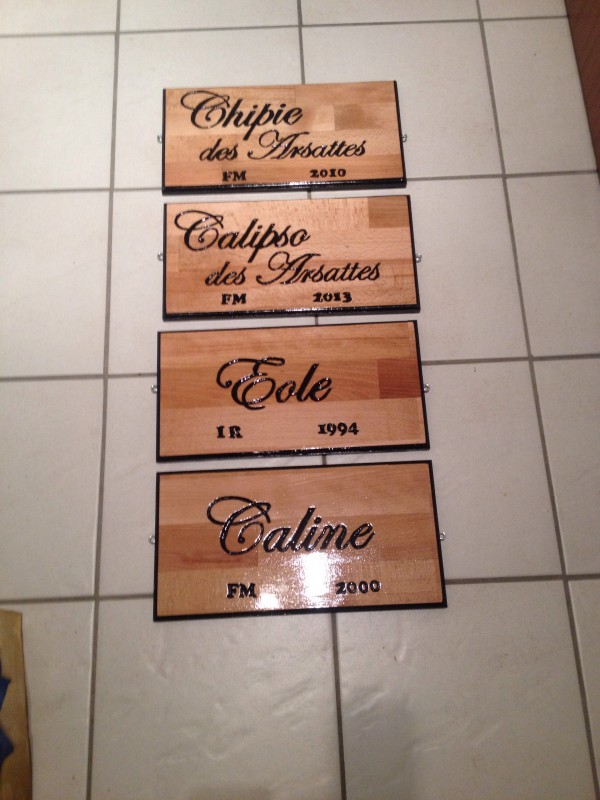 Chipie
des Arsattes
FM 2010
Calipso
des Arsattes
FM 2013
Eole
IR 1994
Caline
FM 2000